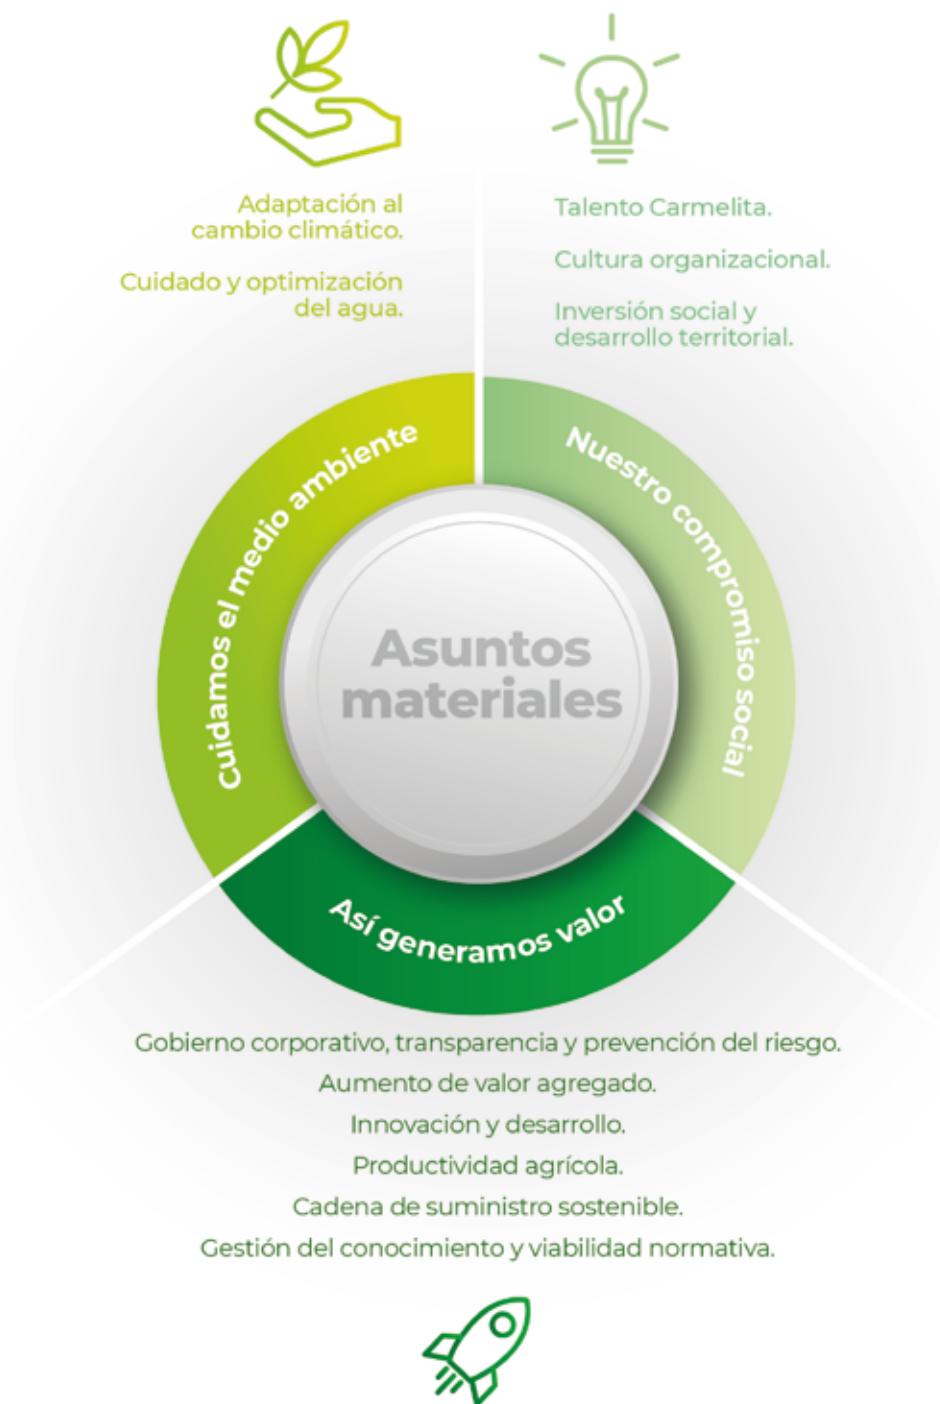 Adaptación al
cambio climático.
Cuidado y optimización
del agua.
Talento Carmelita.
Cultura organizacional.
Inversión social y
desarrollo territorial.
Cuidamos el medio ambiente
Nuestro compromiso social
Asuntos
materiales
Así generamos valor
Gobierno corporativo, transparencia y prevención del riesgo.
Aumento de valor agregado.
Innovación y desarrollo.
Productividad agrícola.
Cadena de suministro sostenible.
Gestión del conocimiento y viabilidad normativa.